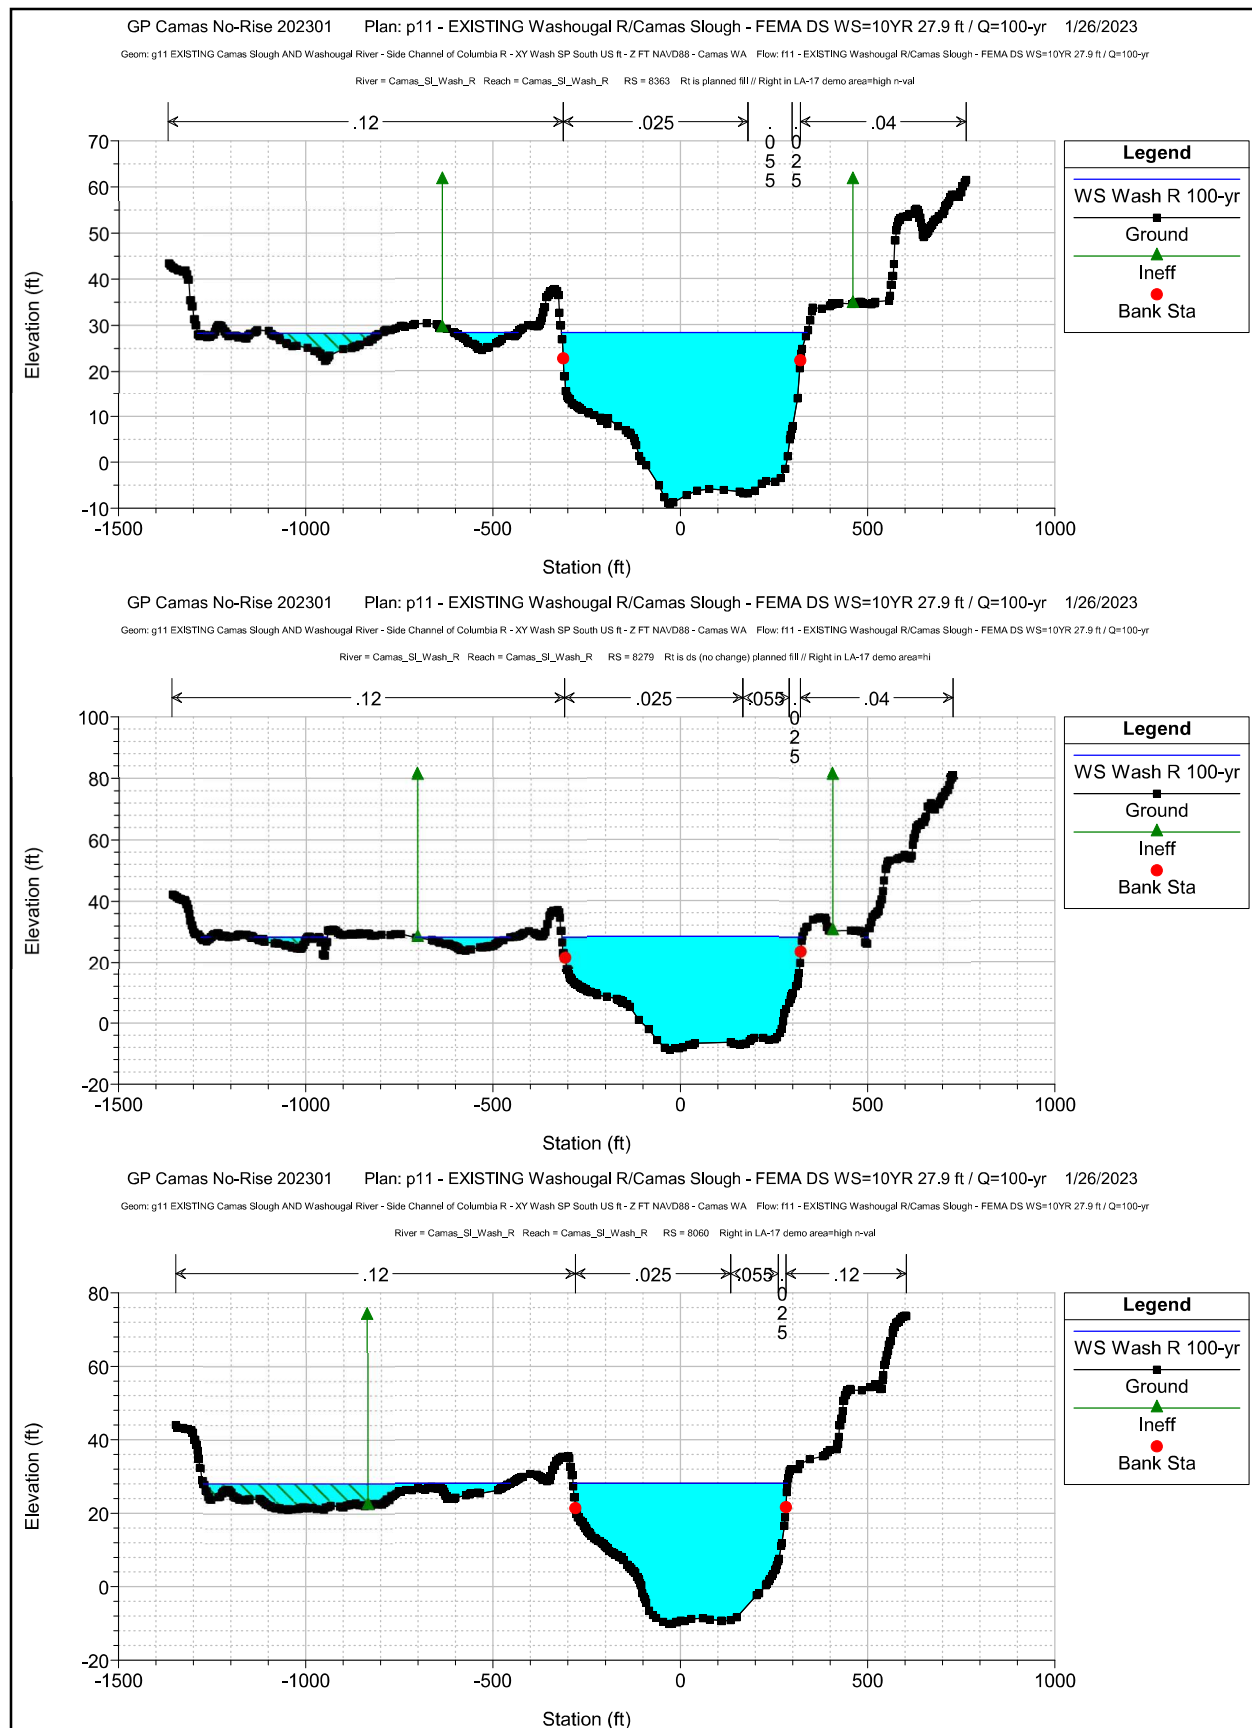 GP Camas No-Rise 202301 Plan: p11 - EXISTING Washougal R/Camas Slough - FEMA DS WS=10YR 27.9 ft / Q=100-yr 1/26/2023
Geom: g11 EXISTING Camas Slough AND Washougal River - Side Channel of Columbia R - XY Wash SP South US ft - Z FT NAVD88 - Camas WA Flow: f11 - EXISTING Washougal R/Camas Slough - FEMA DS WS=10YR 27.9 ft / Q=100-yr
River = Camas_Sl_Wash_R Reach = Camas_Sl_Wash_R RS = 8363 Rt is planned fill // Right in LA-17 demo area=high n-val
.12 .025 .055 .025 .04
70
60
50
40
30
20
10
0
-10
Elevation (ft)
-1500 -1000 -500 0 500 1000
Station (ft)
Legend
WS Wash R 100-yr
Ground
Ineff
Bank Sta
GP Camas No-Rise 202301 Plan: p11 - EXISTING Washougal R/Camas Slough - FEMA DS WS=10YR 27.9 ft / Q=100-yr 1/26/2023
Geom: g11 EXISTING Camas Slough AND Washougal River - Side Channel of Columbia R - XY Wash SP South US ft - Z FT NAVD88 - Camas WA Flow: f11 - EXISTING Washougal R/Camas Slough - FEMA DS WS=10YR 27.9 ft / Q=100-yr
River = Camas_Sl_Wash_R Reach = Camas_Sl_Wash_R RS = 8279 Rt is ds (no change) planned fill // Right in LA-17 demo area=hi
.12 .025 .055 .025 .04
100
80
60
40
20
0
-20
Elevation (ft)
-1500 -1000 -500 0 500 1000
Station (ft)
Legend
WS Wash R 100-yr
Ground
Ineff
Bank Sta
GP Camas No-Rise 202301 Plan: p11 - EXISTING Washougal R/Camas Slough - FEMA DS WS=10YR 27.9 ft / Q=100-yr 1/26/2023
Geom: g11 EXISTING Camas Slough AND Washougal River - Side Channel of Columbia R - XY Wash SP South US ft - Z FT NAVD88 - Camas WA Flow: f11 - EXISTING Washougal R/Camas Slough - FEMA DS WS=10YR 27.9 ft / Q=100-yr
River = Camas_Sl_Wash_R Reach = Camas_Sl_Wash_R RS = 8060 Right in LA-17 demo area=high n-val
.12 .025 .055 .025 .12
80
60
40
20
0
-20
Elevation (ft)
-1500 -1000 -500 0 500 1000
Station (ft)
Legend
WS Wash R 100-yr
Ground
Ineff
Bank Sta